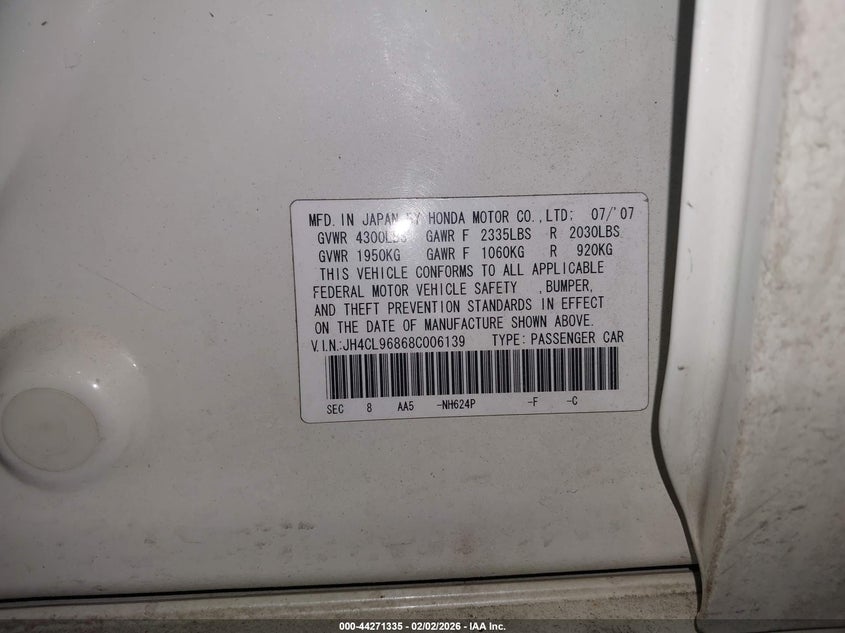 MFD. IN JAPAN BY HONDA MOTOR CO.,LTD: 07/'07
GVWR 4300LBS GAWR F 2335LBS R 2030LBS
GVWR 1950KG GAWR F 1060KG R 920KG
THIS VEHICLE CONFORMS TO ALL APPLICABLE
FEDERAL MOTOR VEHICLE SAFETY ,BUMPER,
AND THEFT PREVENTION STANDARDS IN EFFECT
ON THE DATE OF MANUFACTURE SHOWN ABOVE.
V.I.N.:JH4CL96868C006139 TYPE: PASSENGER CAR
SEC 8 AA5 -NH624P -F -C
000-44271335 - 02/02/2026 - IAA Inc.